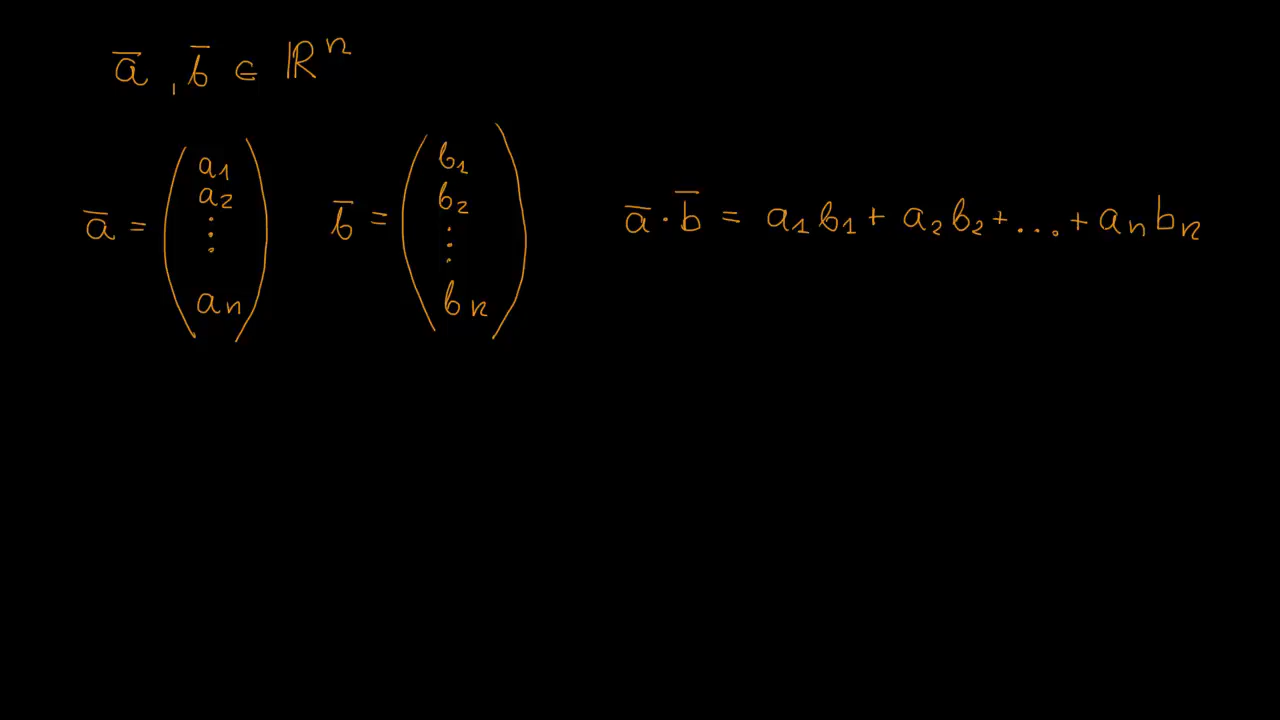 a̅ , b̅ ∈ ℝⁿ
a̅ = (a₁ a₂ ⋮ aₙ) b̅ = (b₁ b₂ ⋮ bₙ) a̅ · b̅ = a₁b₁ + a₂b₂ + ... + aₙbₙ